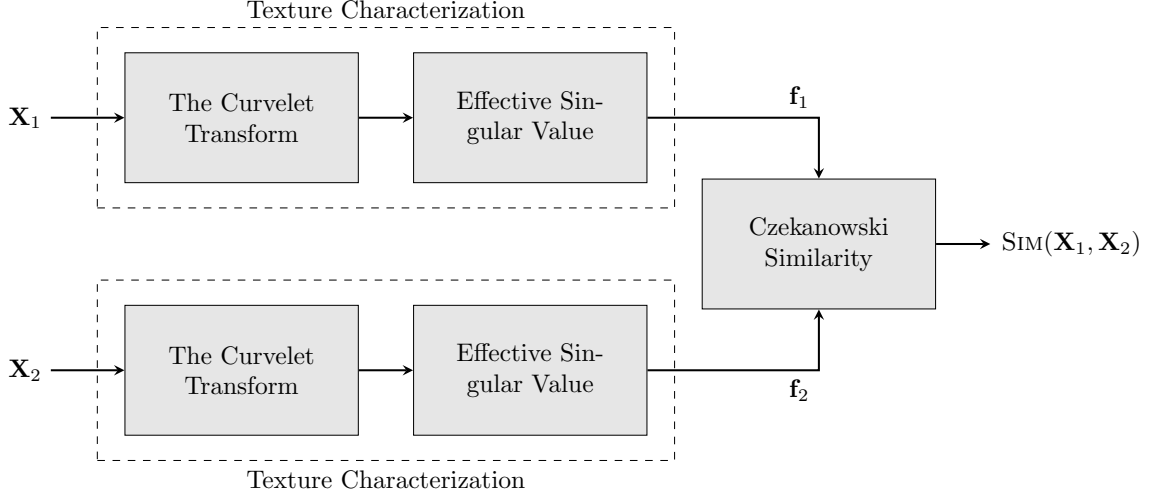 Texture Characterization
X₁
The Curvelet
Transform
Effective Sin-
gular Value
f₁
Czekanowski
Similarity
SIM(X₁, X₂)
X₂
The Curvelet
Transform
Effective Sin-
gular Value
f₂
Texture Characterization